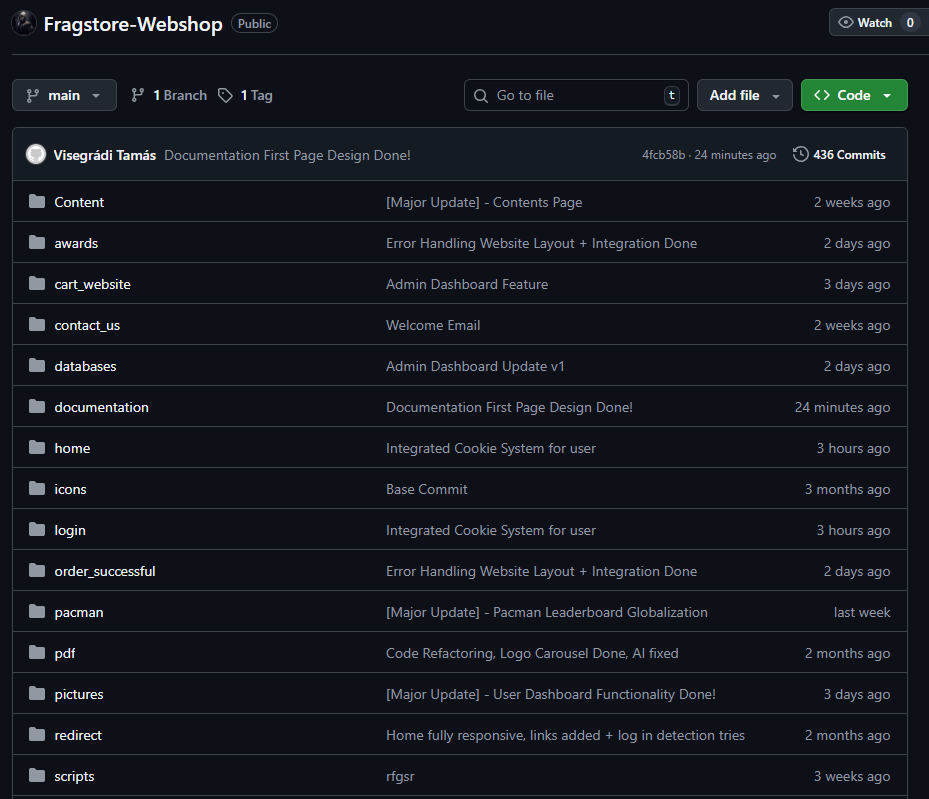 Fragstore-Webshop Public Watch 0
main 1 Branch 1 Tag Go to file t Add file Code
Visegrádi Tamás Documentation First Page Design Done! 4fcb58b · 24 minutes ago 436 Commits
Content [Major Update] - Contents Page 2 weeks ago
awards Error Handling Website Layout + Integration Done 2 days ago
cart_website Admin Dashboard Feature 3 days ago
contact_us Welcome Email 2 weeks ago
databases Admin Dashboard Update v1 2 days ago
documentation Documentation First Page Design Done! 24 minutes ago
home Integrated Cookie System for user 3 hours ago
icons Base Commit 3 months ago
login Integrated Cookie System for user 3 hours ago
order_successful Error Handling Website Layout + Integration Done 2 days ago
pacman [Major Update] - Pacman Leaderboard Globalization last week
pdf Code Refactoring, Logo Carousel Done, AI fixed 2 months ago
pictures [Major Update] - User Dashboard Functionality Done! 3 days ago
redirect Home fully responsive, links added + log in detection tries 2 months ago
scripts rfgsr 3 weeks ago